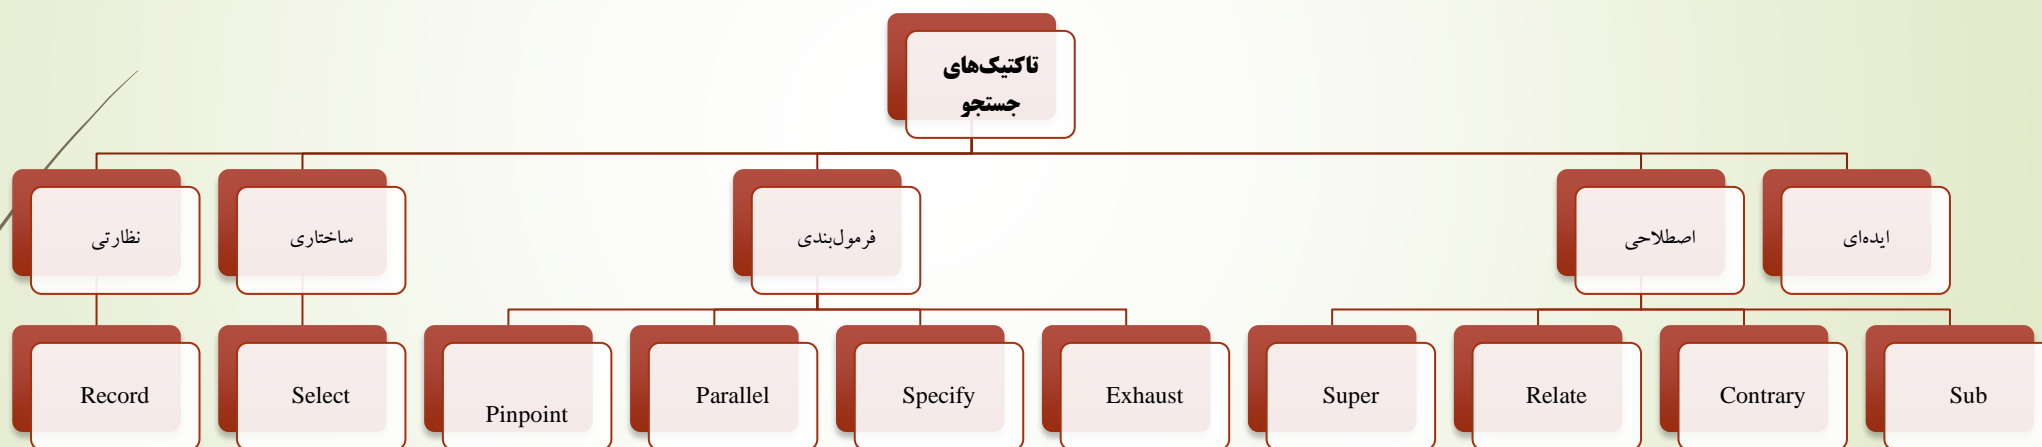 تاکتیک‌های
جستجو
ایده‌ای
اصطلاحی
فرمول‌بندی
ساختاری
نظارتی
Record
Select
Pinpoint
Parallel
Specify
Exhaust
Super
Relate
Contrary
Sub